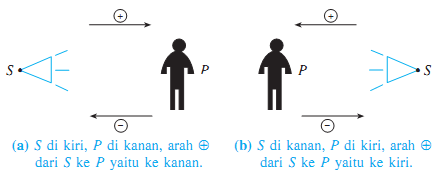 ⊕
⊕
S
P
P
S
⊖
⊖
(a) S di kiri, P di kanan, arah ⊕
dari S ke P yaitu ke kanan.
(b) S di kanan, P di kiri, arah ⊕
dari S ke P yaitu ke kiri.